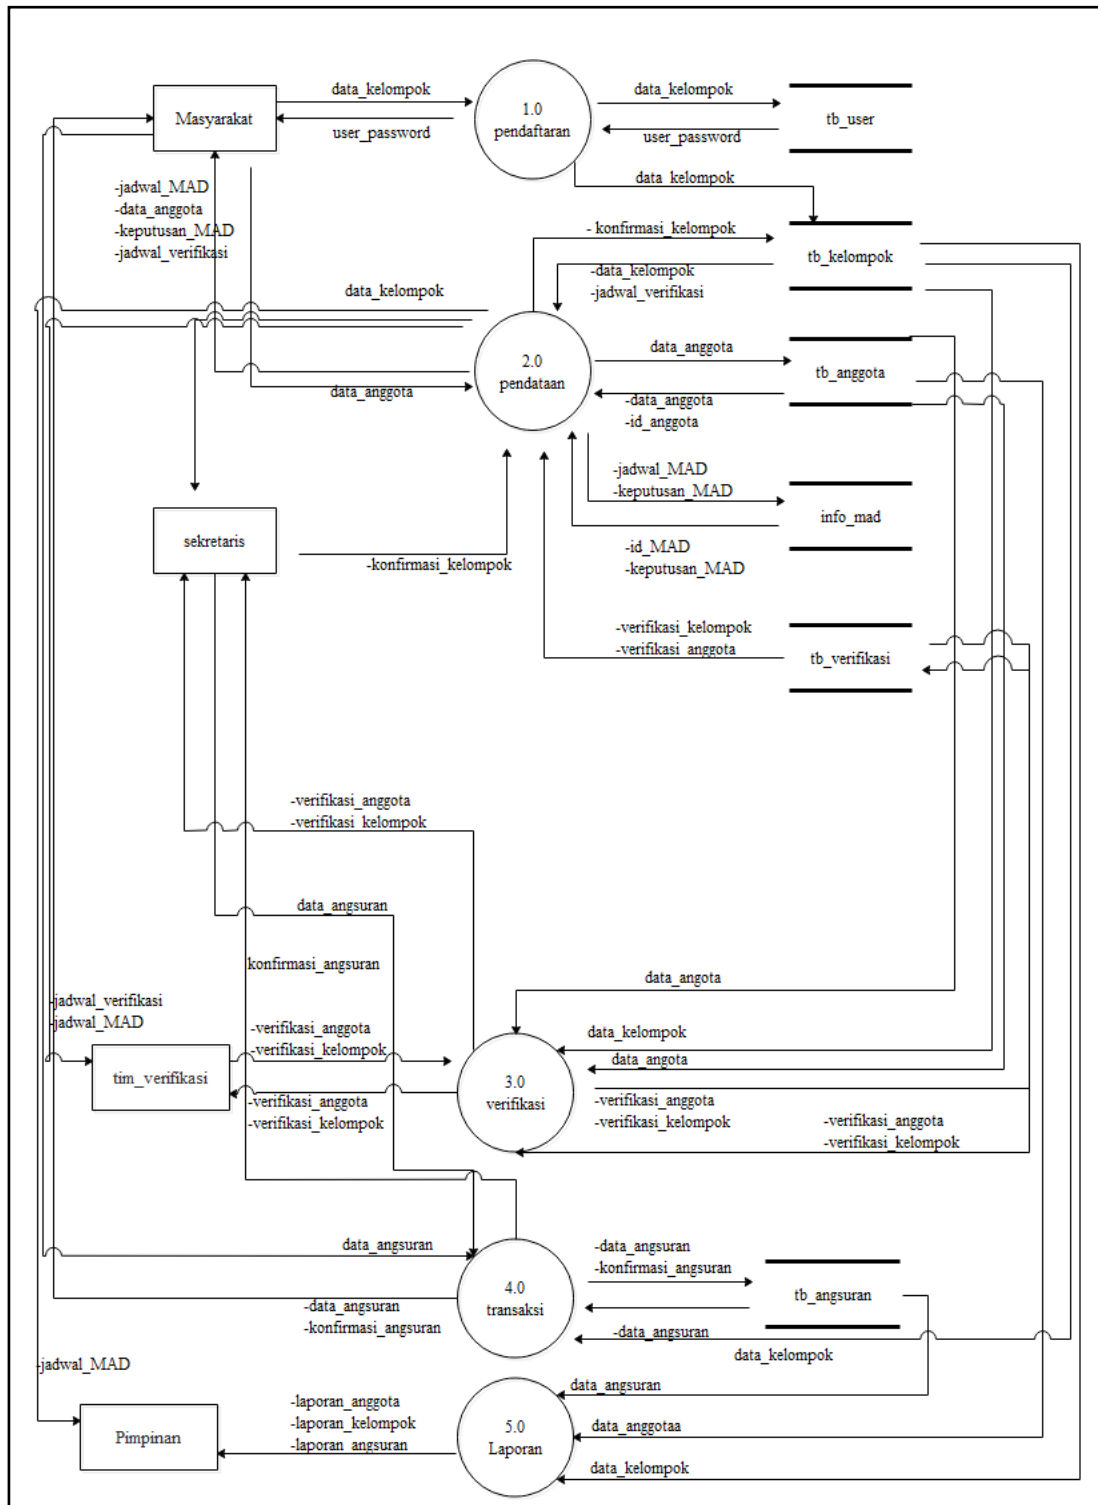 data_kelompok
1.0
pendaftaran
data_kelompok
Masyarakat
tb_user
user_password
user_password
data_kelompok
-jadwal_MAD
-data_anggota
-keputusan_MAD
-jadwal_verifikasi
- konfirmasi_kelompok
tb_kelompok
-data_kelompok
-jadwal_verifikasi
data_kelompok
data_anggota
2.0
pendataan
tb_anggota
data_anggota
-data_anggota
-id_anggota
-jadwal_MAD
-keputusan_MAD
info_mad
sekretaris
-konfirmasi_kelompok
-id_MAD
-keputusan_MAD
-verifikasi_kelompok
-verifikasi_anggota
tb_verifikasi
-verifikasi_anggota
-verifikasi_kelompok
data_angsuran
konfirmasi_angsuran
data_angota
-jadwal_verifikasi
-jadwal_MAD
-verifikasi_anggota
-verifikasi_kelompok
data_kelompok
data_angota
tim_verifikasi
3.0
verifikasi
-verifikasi_anggota
-verifikasi_kelompok
-verifikasi_anggota
-verifikasi_kelompok
-verifikasi_anggota
-verifikasi_kelompok
data_angsuran
-data_angsuran
-konfirmasi_angsuran
4.0
transaksi
tb_angsuran
-data_angsuran
-konfirmasi_angsuran
-data_angsuran
data_kelompok
-jadwal_MAD
data_angsuran
-laporan_anggota
-laporan_kelompok
-laporan_angsuran
Pimpinan
5.0
Laporan
data_anggotaa
data_kelompok